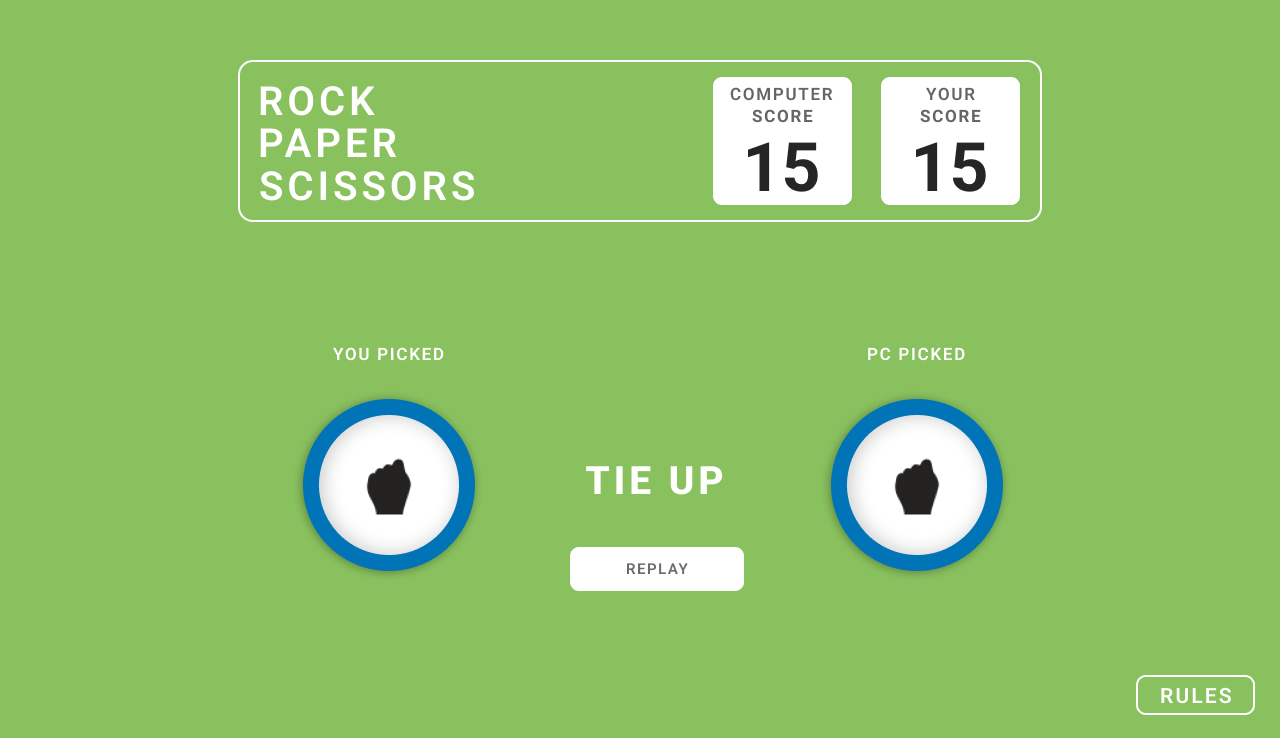 ROCK
PAPER
SCISSORS
COMPUTER
SCORE
15
YOUR
SCORE
15
YOU PICKED
PC PICKED
TIE UP
REPLAY
RULES